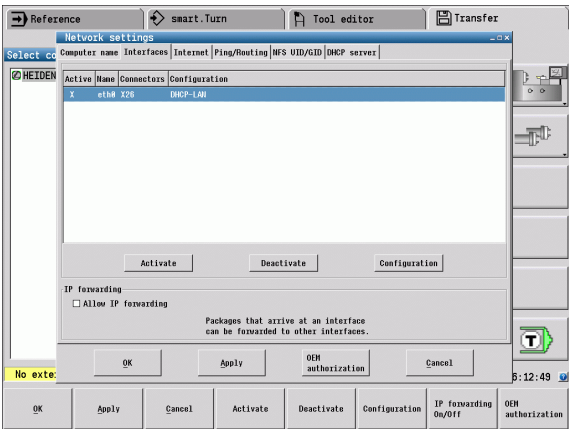 Reference
smart.Turn
Tool editor
Transfer
Network settings
Select co
Computer name Interfaces Internet Ping/Routing NFS UID/GID DHCP server
HEIDEN
Active Name Connectors Configuration
X eth0 X26 DHCP-LAN
Activate Deactivate Configuration
IP forwarding
Allow IP forwarding
Packages that arrive at an interface
can be forwarded to other interfaces.
T
OK Apply OEM authorization Cancel
No exte
6:12:49
OK Apply Cancel Activate Deactivate Configuration IP forwarding On/Off OEM authorization